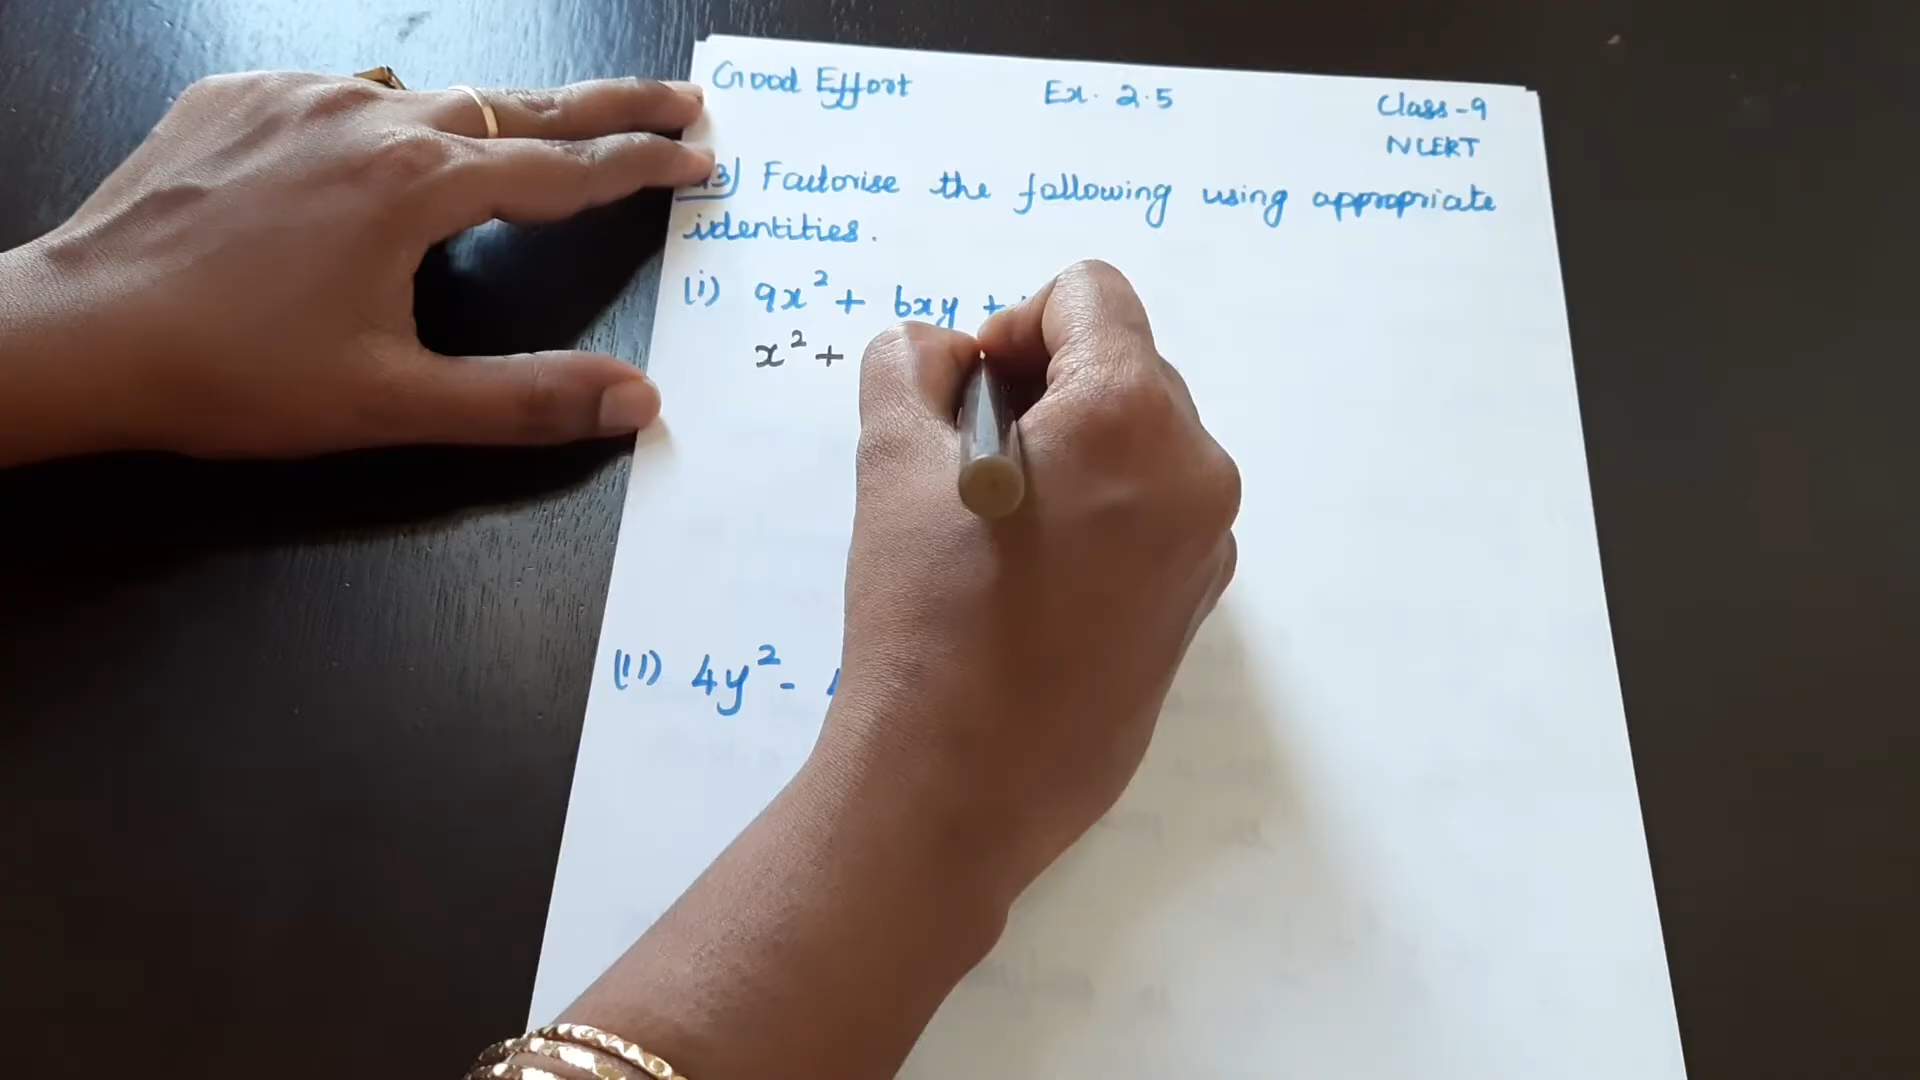 Good Effort Ex. 2.5 Class-9
NCERT
3) Factorise the following using appropriate
identities.
(i) 9x² + 6xy +
x² +
(ii) 4y² -